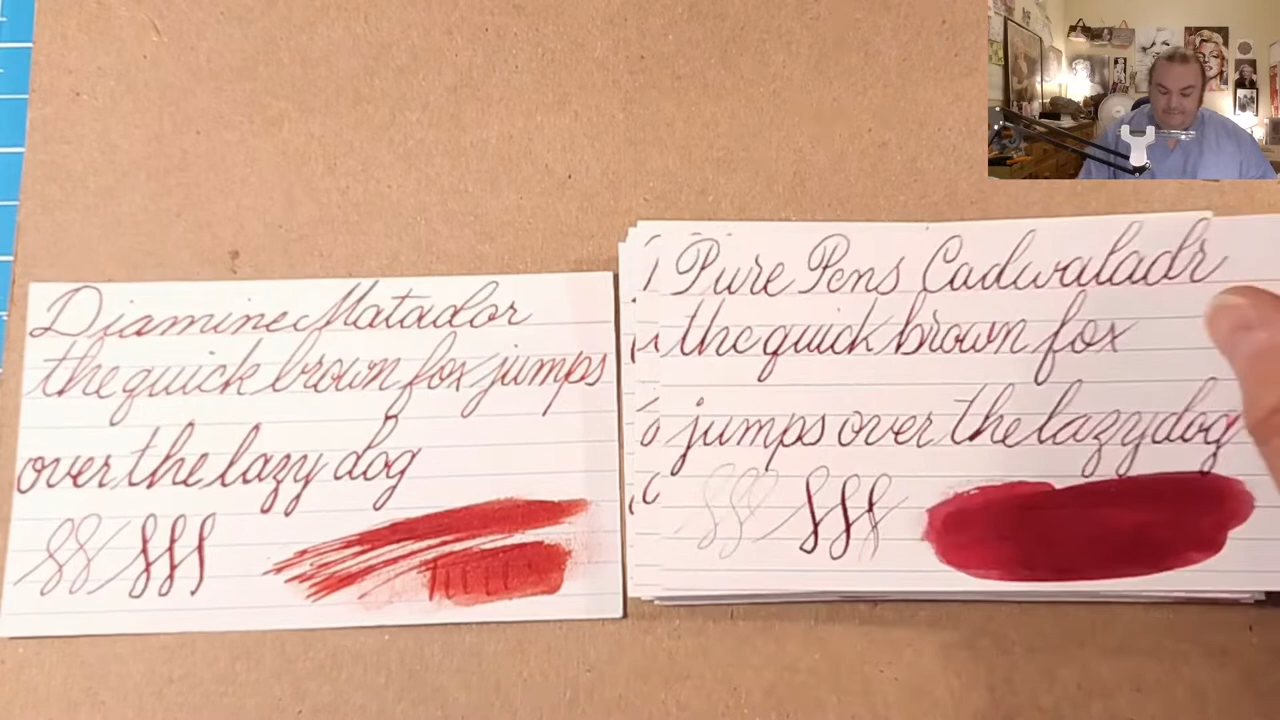 Diamine Matador
the quick brown fox jumps
over the lazy dog
Pure Pens Cadwaladr
the quick brown fox
jumps over the lazy dog